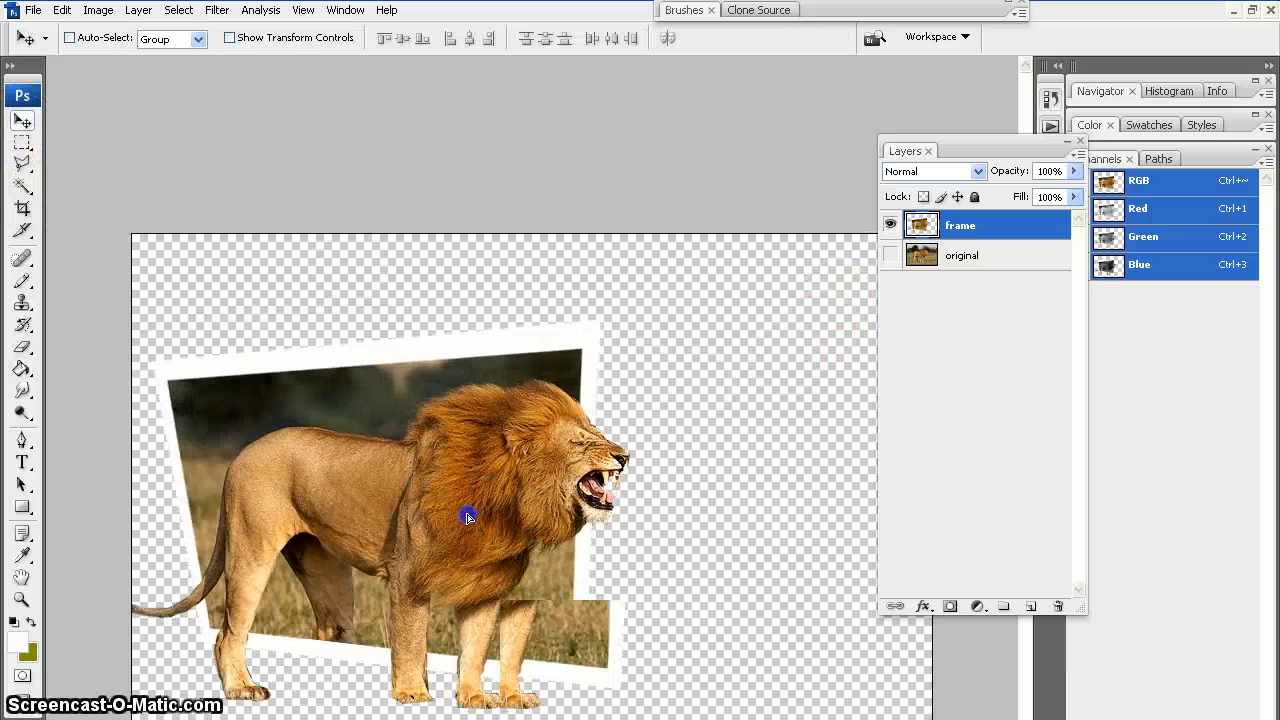 File Edit Image Layer Select Filter Analysis View Window Help
Brushes × Clone Source
Auto-Select: Group Show Transform Controls
Workspace
Ps
Navigator × Histogram Info
Color × Swatches Styles
Layers ×
annels × Paths
Normal Opacity: 100%
Lock: Fill: 100%
RGB Ctrl+~
Red Ctrl+1
Green Ctrl+2
Blue Ctrl+3
frame
original
T
fx
Screencast-O-Matic.com